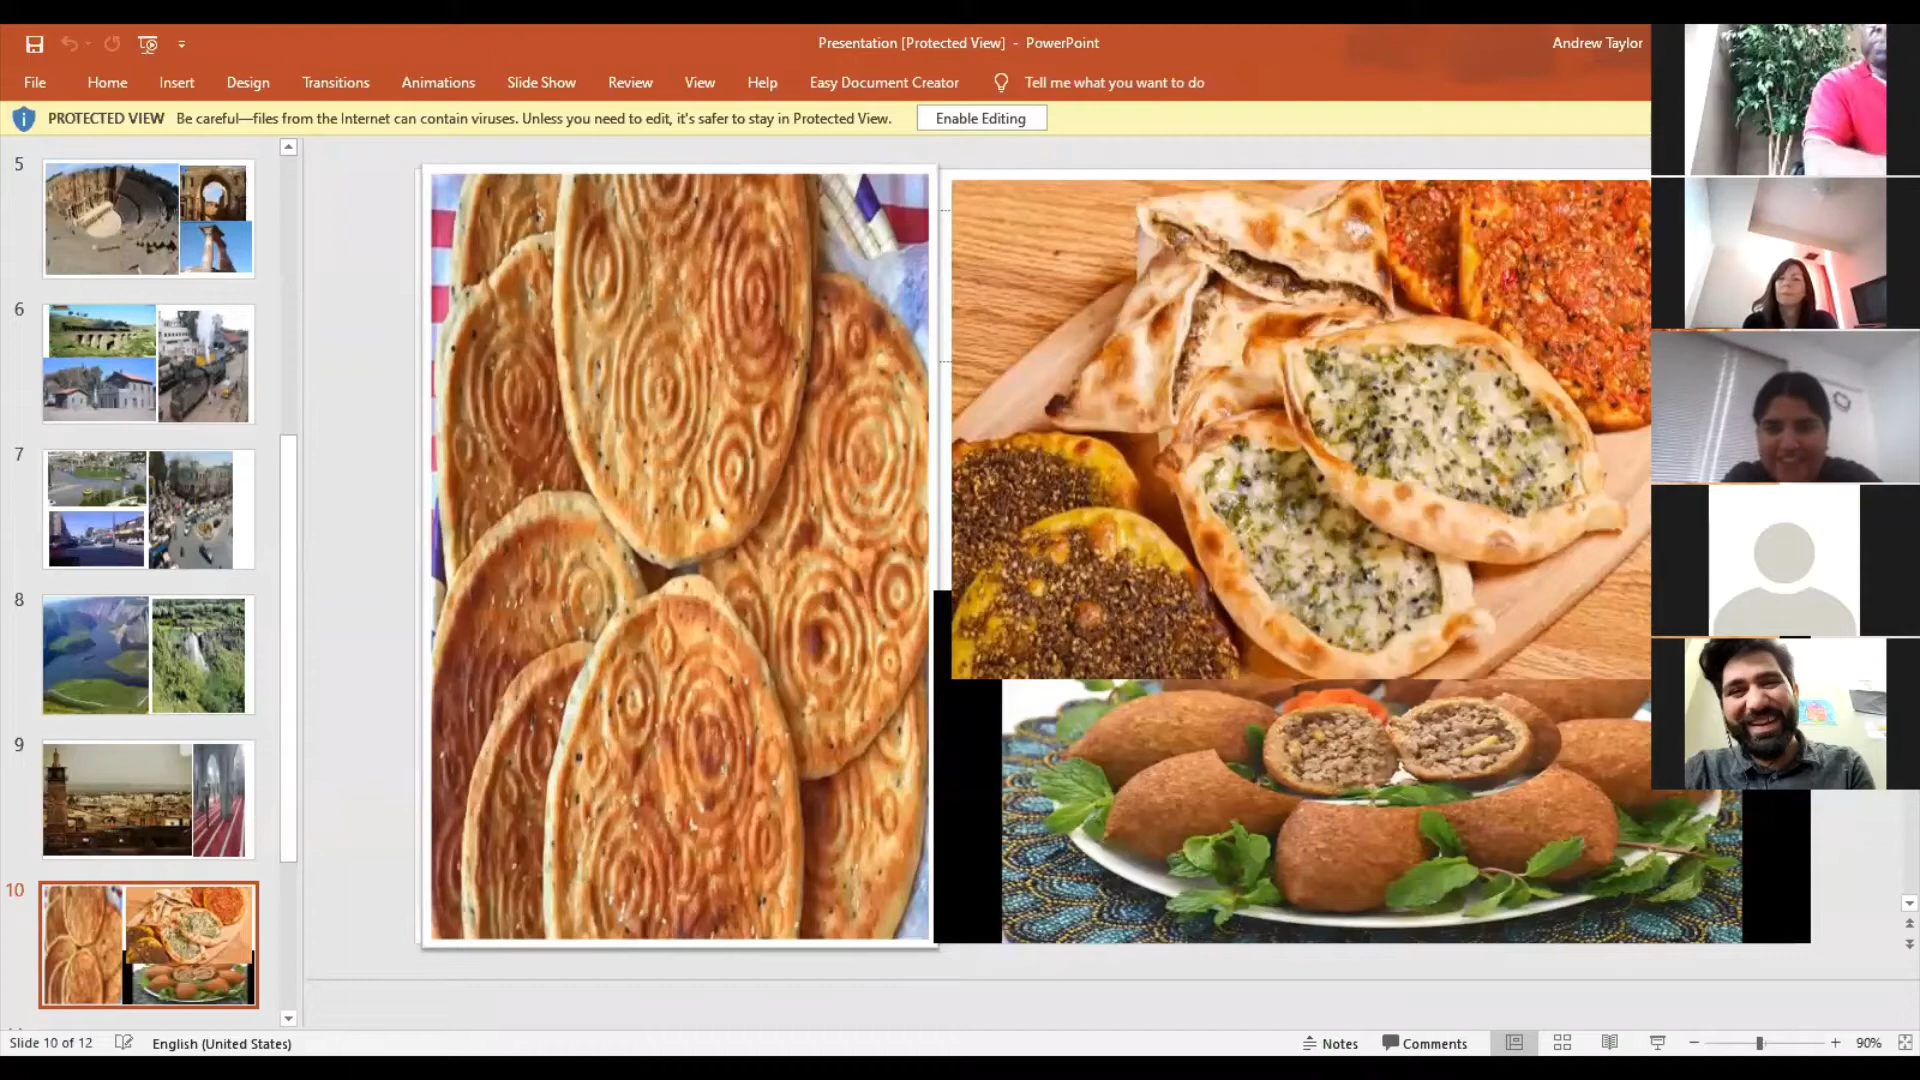 Presentation [Protected View] - PowerPoint
Andrew Taylor
File Home Insert Design Transitions Animations Slide Show Review View Help Easy Document Creator Tell me what you want to do
PROTECTED VIEW Be careful—files from the Internet can contain viruses. Unless you need to edit, it's safer to stay in Protected View. Enable Editing
5
6
7
8
9
10
Slide 10 of 12 English (United States) Notes Comments 90%